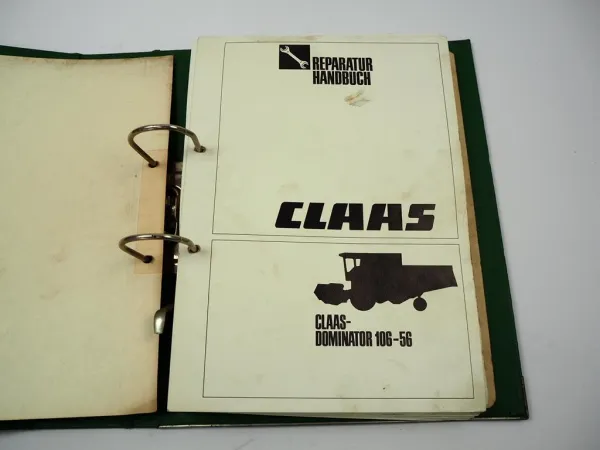 REPARATUR
HANDBUCH
CLAAS
CLAAS-
DOMINATOR 106-56